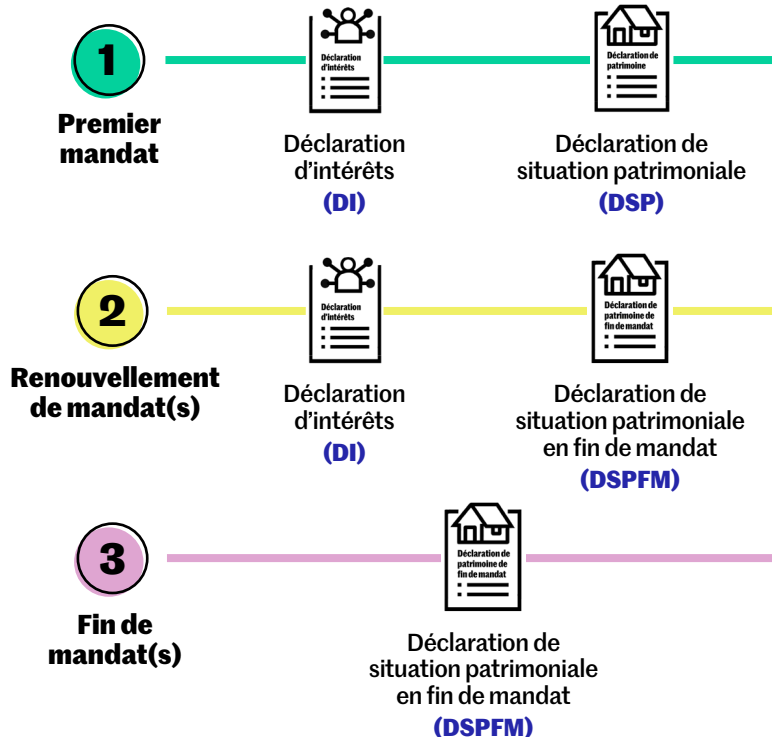 1
Premier
mandat
Déclaration
d'intérêts
Déclaration
d'intérêts
(DI)
Déclaration de
patrimoine
Déclaration de
situation patrimoniale
(DSP)
2
Renouvellement
de mandat(s)
Déclaration
d'intérêts
Déclaration
d'intérêts
(DI)
Déclaration de
patrimoine de
fin de mandat
Déclaration de
situation patrimoniale
en fin de mandat
(DSPFM)
3
Fin de
mandat(s)
Déclaration de
patrimoine de
fin de mandat
Déclaration de
situation patrimoniale
en fin de mandat
(DSPFM)